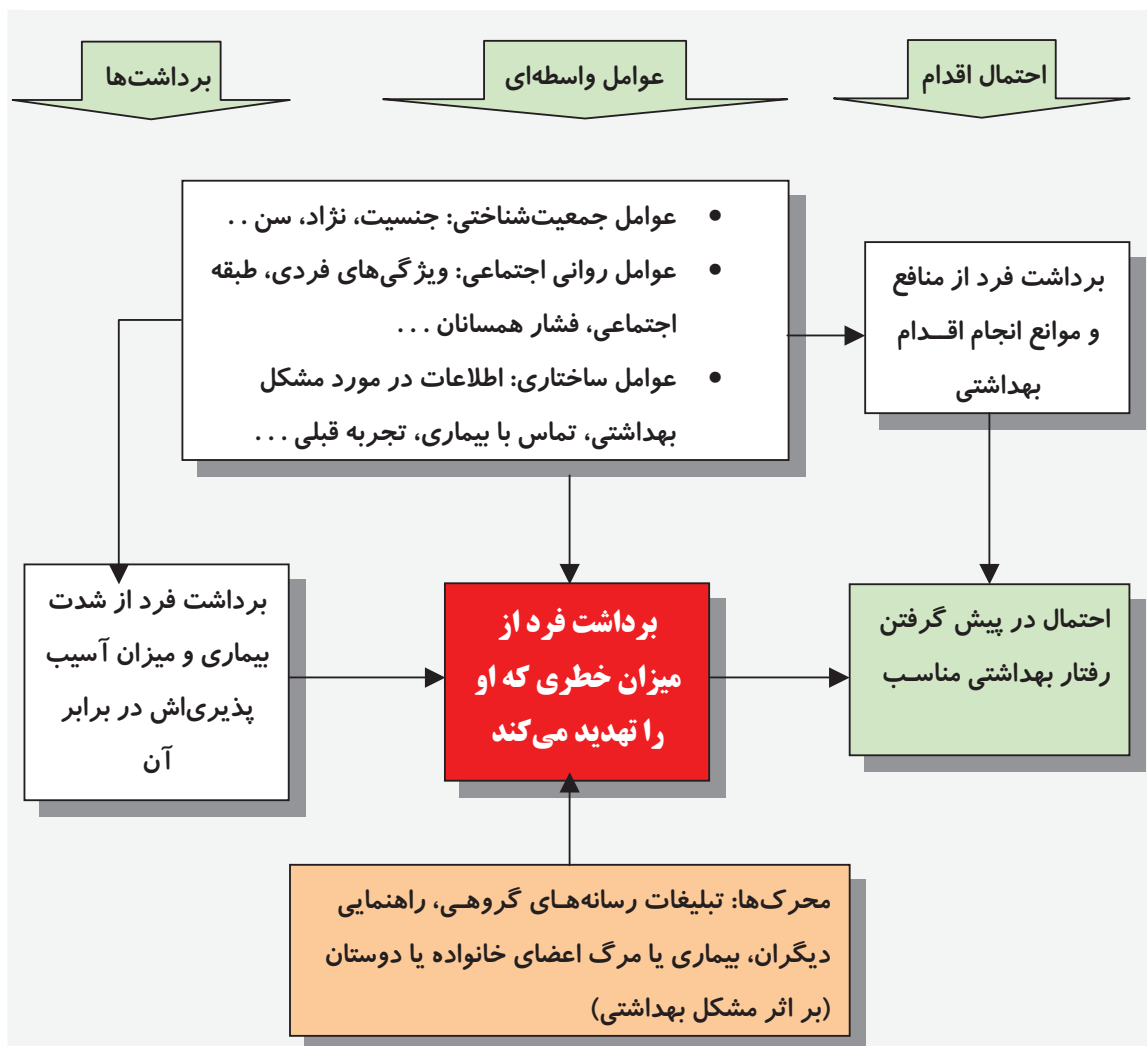 احتمال اقدام
عوامل واسطه‌ای
برداشت‌ها
• عوامل جمعیت‌شناختی: جنسیت، نژاد، سن . .
• عوامل روانی اجتماعی: ویژگی‌های فردی، طبقه
اجتماعی، فشار همسانان . . .
• عوامل ساختاری: اطلاعات در مورد مشکل
بهداشتی، تماس با بیماری، تجربه قبلی . . .
برداشت فرد از منافع
و موانع انجام اقـــدام
بهداشتی
احتمال در پیش گرفتن
رفتار بهداشتی مناسـب
برداشت فرد از
میزان خطری که او
را تهدید می‌کند
برداشت فرد از شدت
بیماری و میزان آسیب
پذیری‌اش در برابر
آن
محرک‌ها: تبلیغات رسانه‌هـای گروهـی، راهنمایی
دیگران، بیماری یا مرگ اعضای خانواده یا دوستان
(بر اثر مشکل بهداشتی)